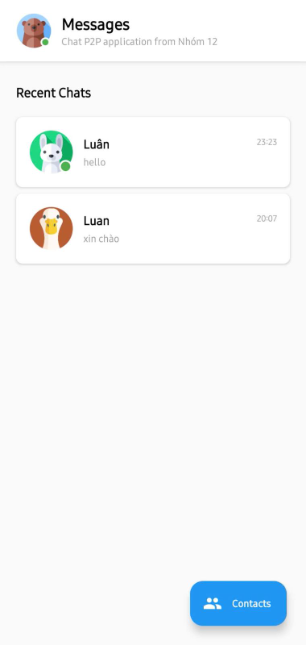 Messages
Chat P2P application from Nhóm 12
Recent Chats
Luân
23:23
hello
Luan
20:07
xin chào
Contacts